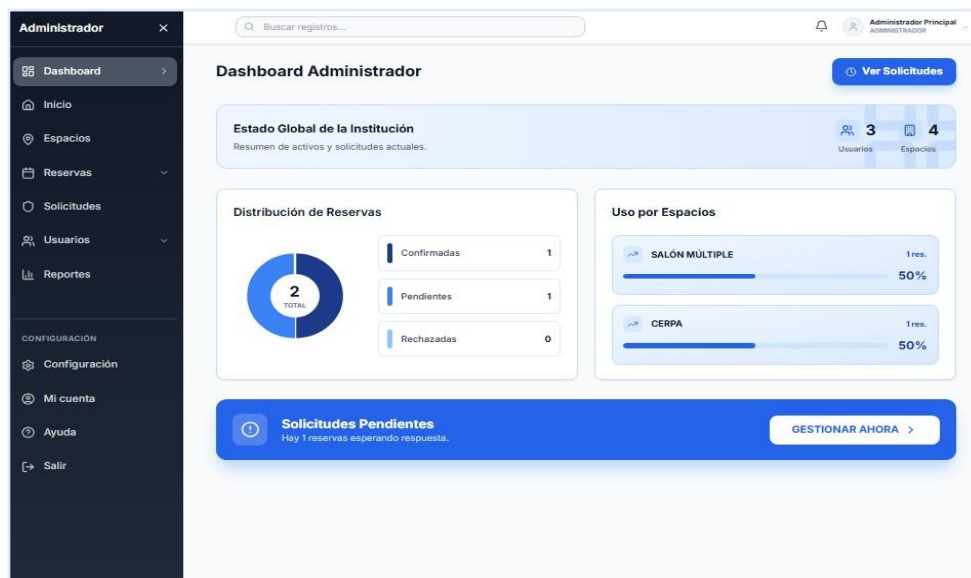 Administrador
Dashboard
Inicio
Espacios
Reservas
Solicitudes
Usuarios
Reportes
CONFIGURACIÓN
Configuración
Mi cuenta
Ayuda
Salir
Buscar registros...
Administrador Principal
ADMINISTRADOR
Dashboard Administrador
Ver Solicitudes
Estado Global de la Institución
Resumen de activos y solicitudes actuales.
3
Usuarios
4
Espacios
Distribución de Reservas
2
TOTAL
Confirmadas 1
Pendientes 1
Rechazadas 0
Uso por Espacios
SALÓN MÚLTIPLE 1 res.
50%
CERPA 1 res.
50%
Solicitudes Pendientes
Hay 1 reservas esperando respuesta.
GESTIONAR AHORA